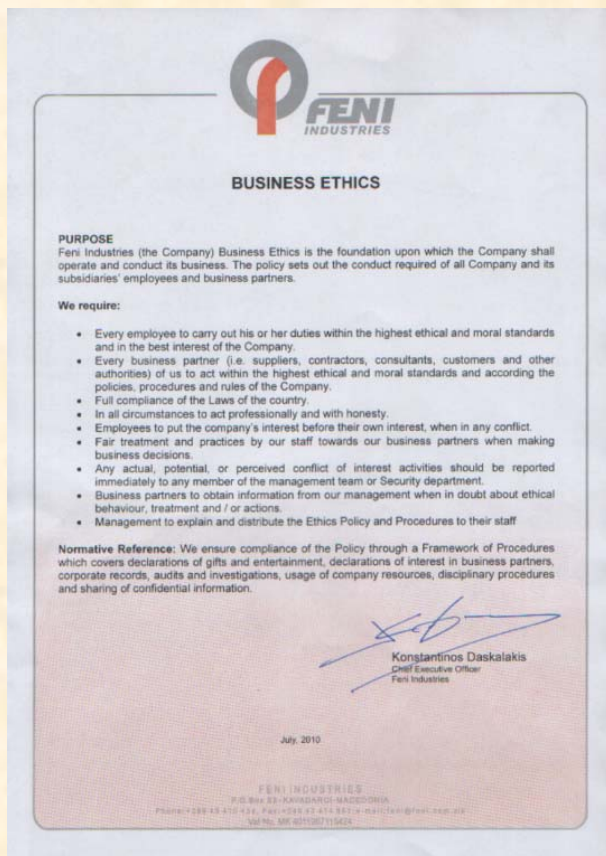 FENI
INDUSTRIES
BUSINESS ETHICS
PURPOSE
Feni Industries (the Company) Business Ethics is the foundation upon which the Company shall
operate and conduct its business. The policy sets out the conduct required of all Company and its
subsidiaries' employees and business partners.
We require:
• Every employee to carry out his or her duties within the highest ethical and moral standards
and in the best interest of the Company.
• Every business partner (i.e. suppliers, contractors, consultants, customers and other
authorities) of us to act within the highest ethical and moral standards and according the
policies, procedures and rules of the Company.
• Full compliance of the Laws of the country.
• In all circumstances to act professionally and with honesty.
• Employees to put the company's interest before their own interest, when in any conflict.
• Fair treatment and practices by our staff towards our business partners when making
business decisions.
• Any actual, potential, or perceived conflict of interest activities should be reported
immediately to any member of the management team or Security department.
• Business partners to obtain information from our management when in doubt about ethical
behaviour, treatment and / or actions.
• Management to explain and distribute the Ethics Policy and Procedures to their staff
Normative Reference: We ensure compliance of the Policy through a Framework of Procedures
which covers declarations of gifts and entertainment, declarations of interest in business partners,
corporate records, audits and investigations, usage of company resources, disciplinary procedures
and sharing of confidential information.
Konstantinos Daskalakis
Chief Executive Officer
Feni Industries
July, 2010
FENI INDUSTRIES
P.O.Box 93-KAVADARCI-MACEDONIA